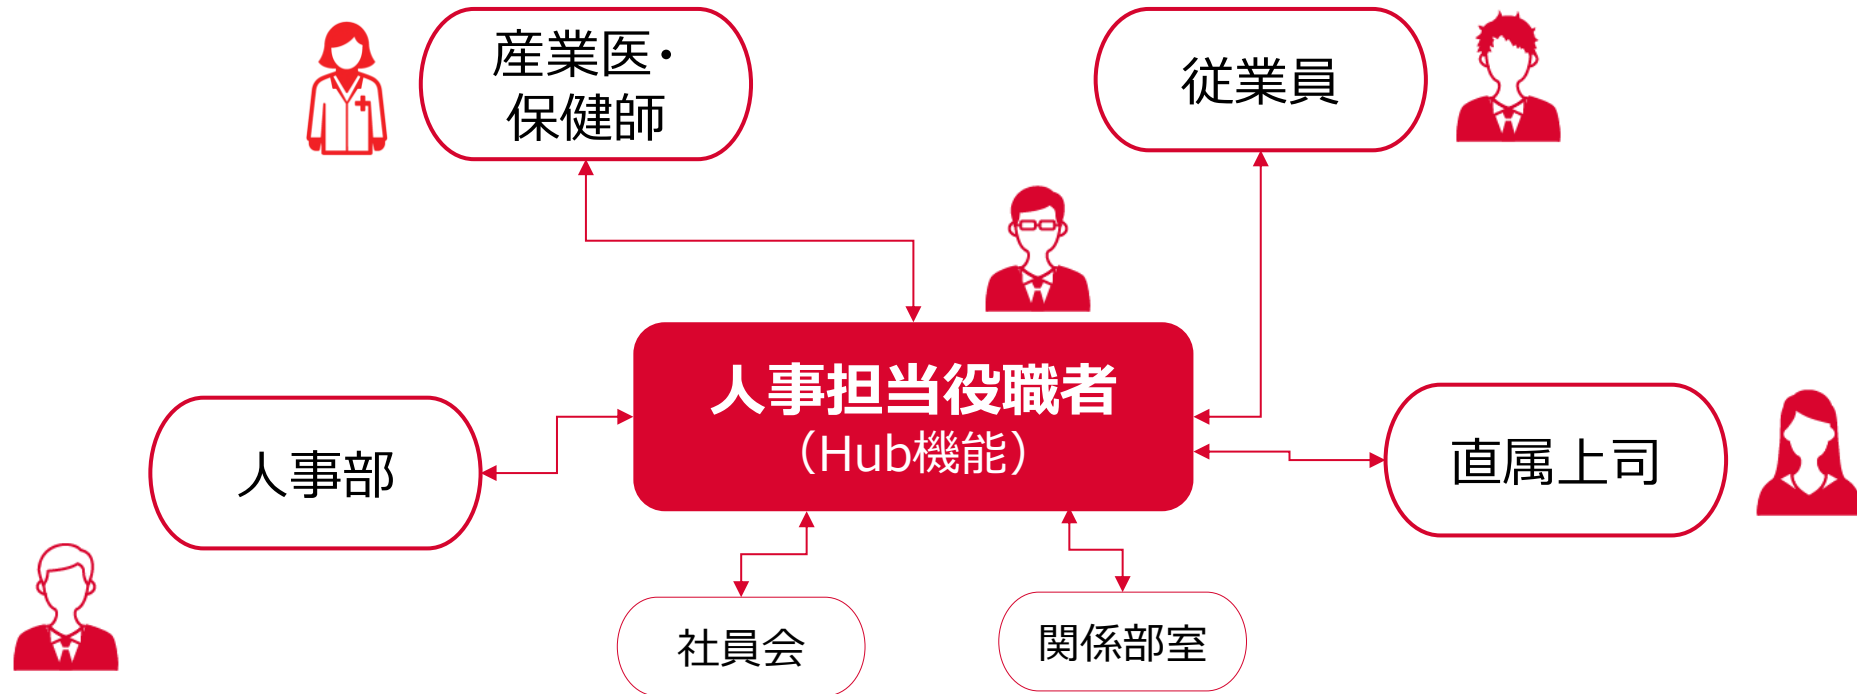 産業医・
保健師
従業員
人事担当役職者
（Hub機能）
人事部
直属上司
社員会
関係部室